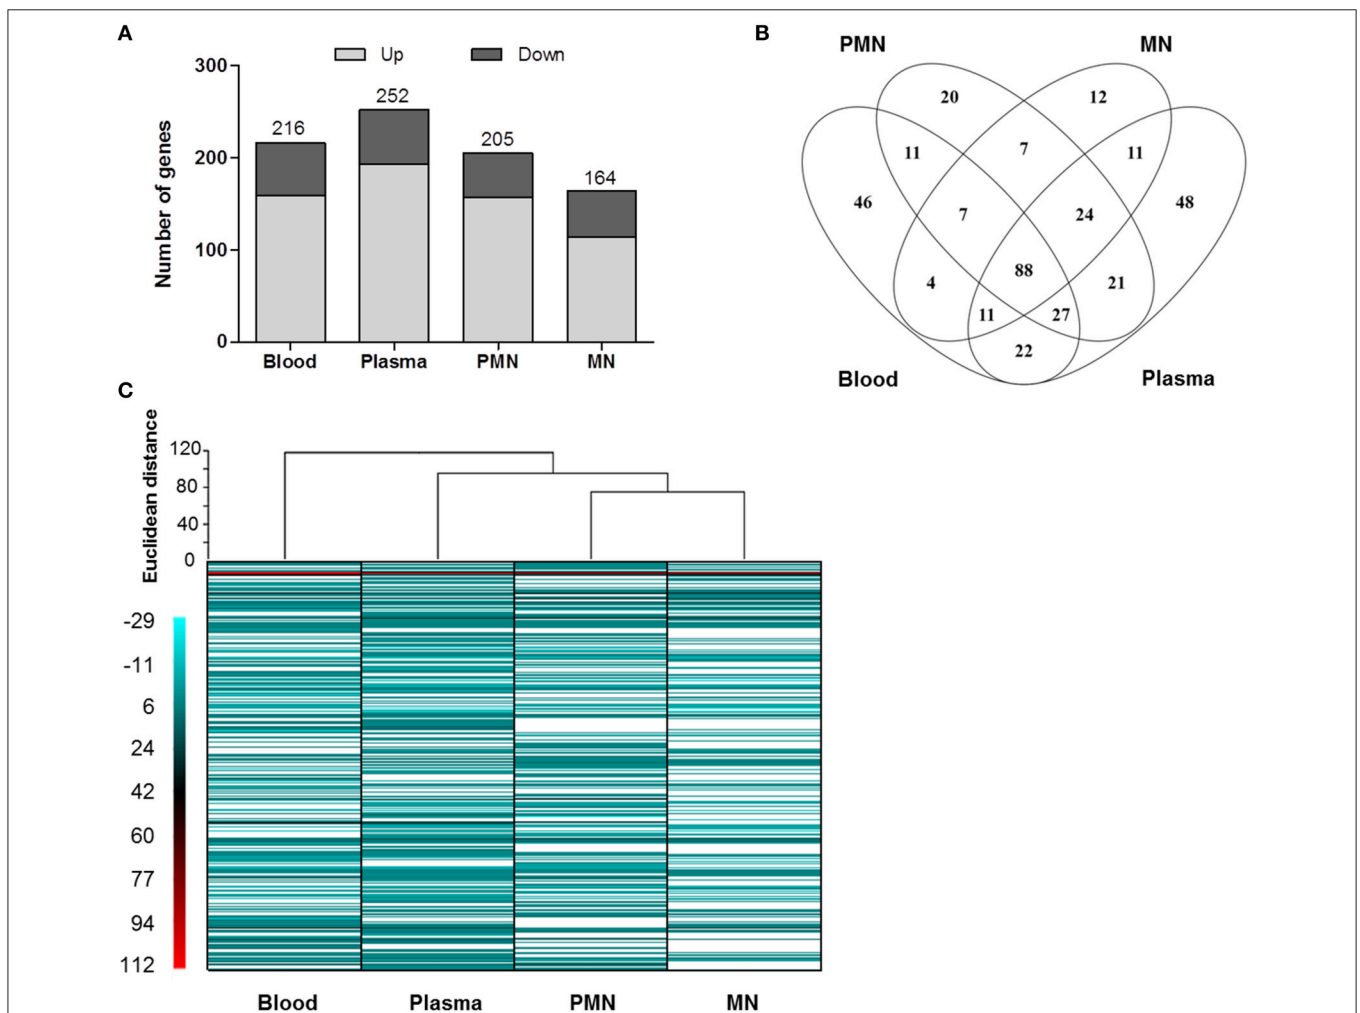 A
Up Down
300
200
100
0
Number of genes
216
252
205
164
Blood Plasma PMN MN
B
PMN MN
20 12
11 7 11
46 7 24 48
88
4 21
11 27
22
Blood Plasma
C
Euclidean distance
120
80
40
0
-29
-11
6
24
42
60
77
94
112
Blood Plasma PMN MN